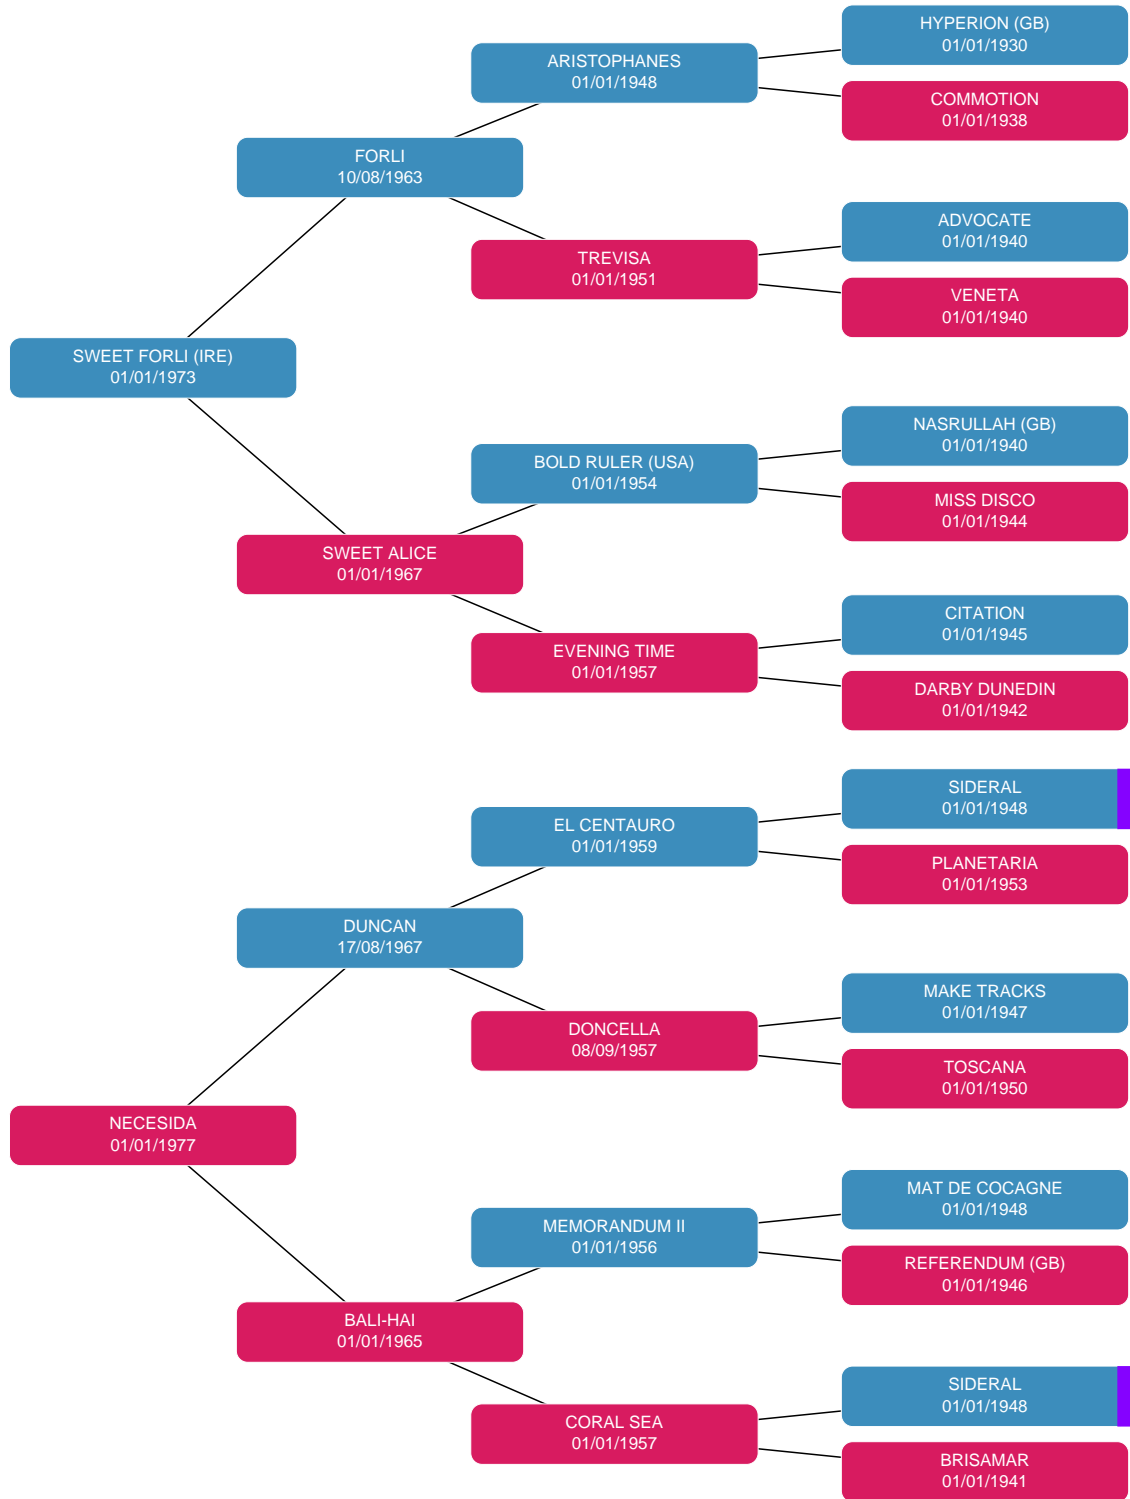 HYPERION (GB)
01/01/1930
ARISTOPHANES
01/01/1948
COMMOTION
01/01/1938
FORLI
10/08/1963
ADVOCATE
01/01/1940
TREVISA
01/01/1951
VENETA
01/01/1940
SWEET FORLI (IRE)
01/01/1973
NASRULLAH (GB)
01/01/1940
BOLD RULER (USA)
01/01/1954
MISS DISCO
01/01/1944
SWEET ALICE
01/01/1967
CITATION
01/01/1945
EVENING TIME
01/01/1957
DARBY DUNEDIN
01/01/1942
SIDERAL
01/01/1948
EL CENTAURO
01/01/1959
PLANETARIA
01/01/1953
DUNCAN
17/08/1967
MAKE TRACKS
01/01/1947
DONCELLA
08/09/1957
TOSCANA
01/01/1950
NECESIDA
01/01/1977
MAT DE COCAGNE
01/01/1948
MEMORANDUM II
01/01/1956
REFERENDUM (GB)
01/01/1946
BALI-HAI
01/01/1965
SIDERAL
01/01/1948
CORAL SEA
01/01/1957
BRISAMAR
01/01/1941